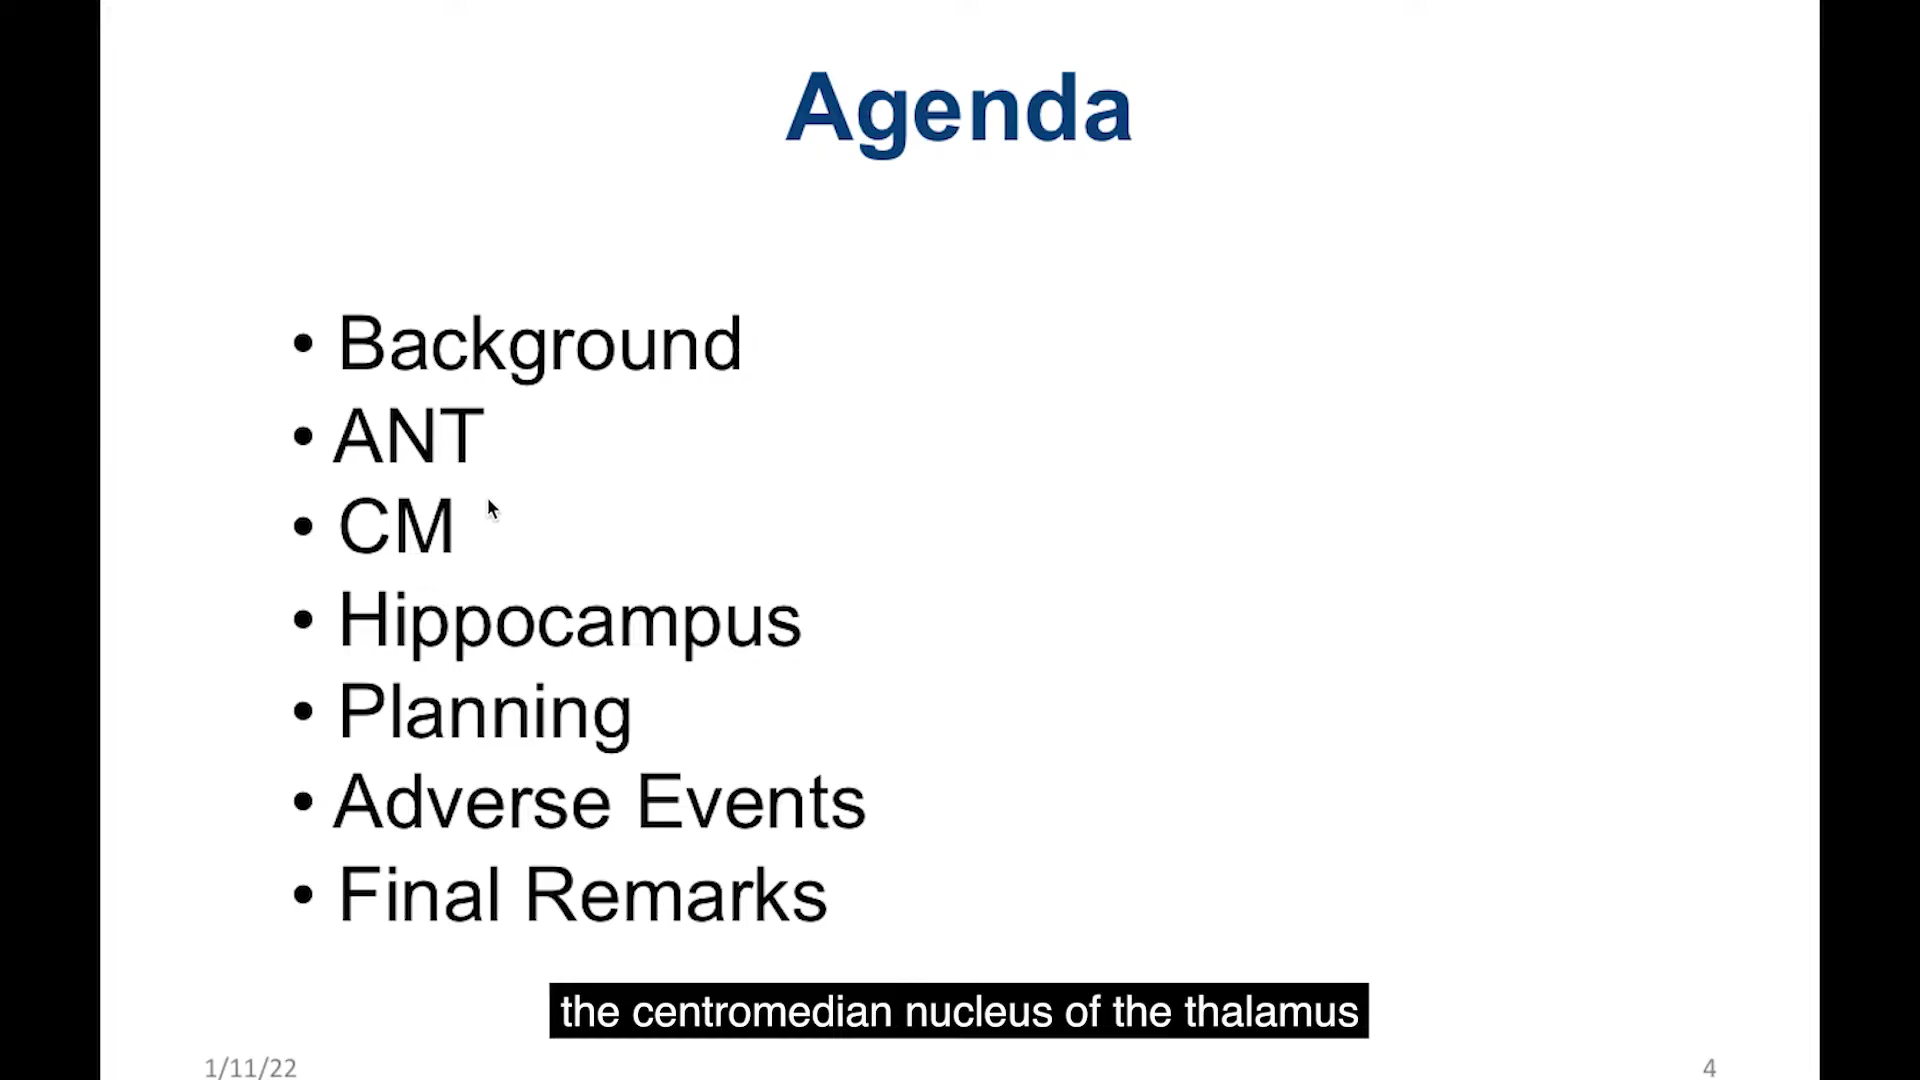 Agenda
• Background
• ANT
• CM
• Hippocampus
• Planning
• Adverse Events
• Final Remarks
the centromedian nucleus of the thalamus
1/11/22
4